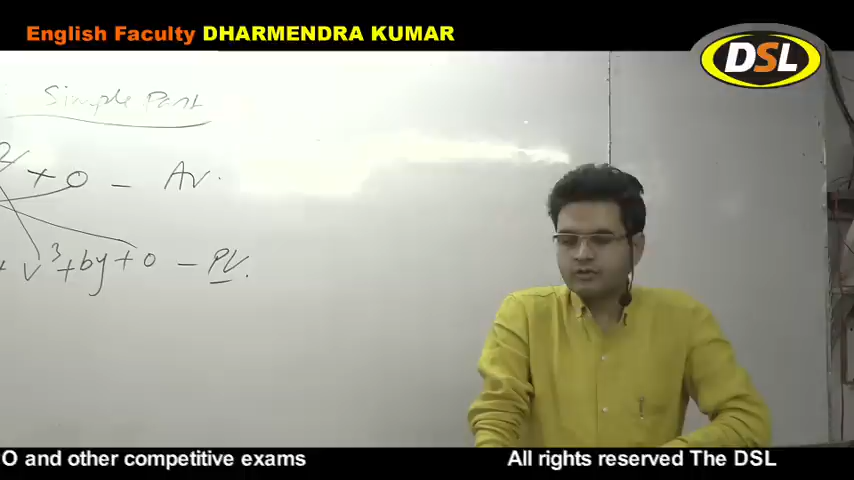 English Faculty DHARMENDRA KUMAR
DSL
Simple Past
2
+ O - AV.
+ V3 + by + O - PV.
O and other competitive exams
All rights reserved The DSL